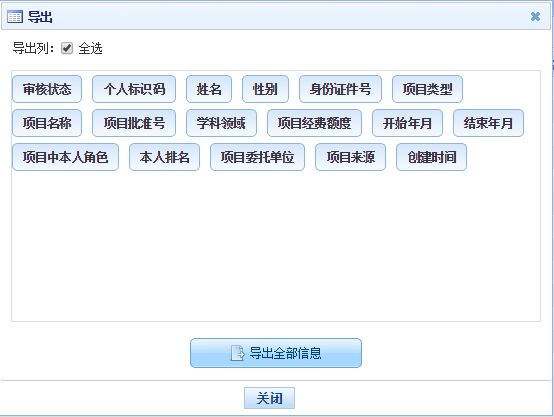 导出
导出列： 全选
审核状态 个人标识码 姓名 性别 身份证件号 项目类型
项目名称 项目批准号 学科领域 项目经费额度 开始年月 结束年月
项目中本人角色 本人排名 项目委托单位 项目来源 创建时间
导出全部信息
关闭